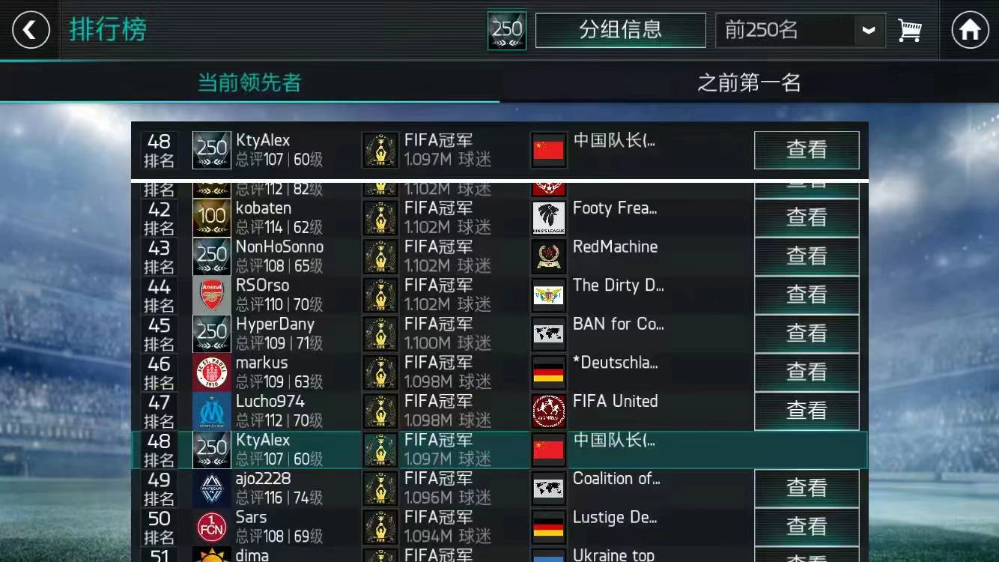 排行榜
250
分组信息
前250名
当前领先者
之前第一名
48 排名
250
KtyAlex
总评107 | 60级
FIFA冠军
1.097M 球迷
中国队长(...
查看
排名
总评112 | 82级
1.102M 球迷
42 排名
100
kobaten
总评114 | 62级
FIFA冠军
1.102M 球迷
KING'S LEAGUE
Footy Frea...
查看
43 排名
250
NonHoSonno
总评108 | 65级
FIFA冠军
1.102M 球迷
RedMachine
查看
44 排名
Arsenal
RSOrso
总评110 | 70级
FIFA冠军
1.102M 球迷
V I
The Dirty D...
查看
45 排名
250
HyperDany
总评109 | 71级
FIFA冠军
1.100M 球迷
BAN for Co...
查看
46 排名
FC ST. PAULI
1910
markus
总评109 | 63级
FIFA冠军
1.098M 球迷
*Deutschla...
查看
47 排名
Lucho974
总评112 | 70级
FIFA冠军
1.098M 球迷
FIFA United
查看
48 排名
250
KtyAlex
总评107 | 60级
FIFA冠军
1.097M 球迷
中国队长(...
49 排名
WHITECAPS FC
ajo2228
总评116 | 74级
FIFA冠军
1.096M 球迷
Coalition of...
查看
50 排名
1. FCN
Sars
总评108 | 69级
FIFA冠军
1.094M 球迷
Lustige De...
查看
51
dima
FIFA冠军
Ukraine top
查看